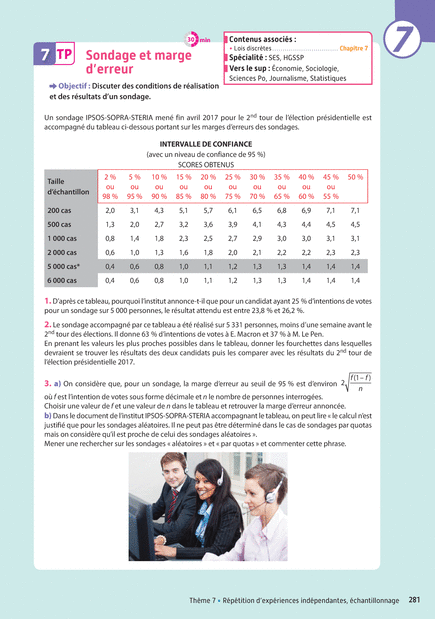 7
30 min
7 TP Sondage et marge
d'erreur
Contenus associés :
• Lois discrètes ........ Chapitre 7
Spécialité : SES, HGSSP
Vers le sup : Économie, Sociologie,
Sciences Po, Journalisme, Statistiques
➜ Objectif : Discuter des conditions de réalisation
et des résultats d'un sondage.
Un sondage IPSOS-SOPRA-STERIA mené fin avril 2017 pour le 2nd tour de l'élection présidentielle est
accompagné du tableau ci-dessous portant sur les marges d'erreurs des sondages.
INTERVALLE DE CONFIANCE
(avec un niveau de confiance de 95 %)
SCORES OBTENUS
Taille d'échantillon 2 % ou 98 % 5 % ou 95 % 10 % ou 90 % 15 % ou 85 % 20 % ou 80 % 25 % ou 75 % 30 % ou 70 % 35 % ou 65 % 40 % ou 60 % 45 % ou 55 % 50 %
200 cas 2,0 3,1 4,3 5,1 5,7 6,1 6,5 6,8 6,9 7,1 7,1
500 cas 1,3 2,0 2,7 3,2 3,6 3,9 4,1 4,3 4,4 4,5 4,5
1 000 cas 0,8 1,4 1,8 2,3 2,5 2,7 2,9 3,0 3,0 3,1 3,1
2 000 cas 0,6 1,0 1,3 1,6 1,8 2,0 2,1 2,2 2,2 2,3 2,3
5 000 cas* 0,4 0,6 0,8 1,0 1,1 1,2 1,3 1,3 1,4 1,4 1,4
6 000 cas 0,4 0,6 0,8 1,0 1,1 1,2 1,3 1,3 1,4 1,4 1,4
1. D'après ce tableau, pourquoi l'institut annonce-t-il que pour un candidat ayant 25 % d'intentions de votes
pour un sondage sur 5 000 personnes, le résultat attendu est entre 23,8 % et 26,2 %.
2. Le sondage accompagné par ce tableau a été réalisé sur 5 331 personnes, moins d'une semaine avant le
2nd tour des élections. Il donne 63 % d'intentions de votes à E. Macron et 37 % à M. Le Pen.
En prenant les valeurs les plus proches possibles dans le tableau, donner les fourchettes dans lesquelles
devraient se trouver les résultats des deux candidats puis les comparer avec les résultats du 2nd tour de
l'élection présidentielle 2017.
3. a) On considère que, pour un sondage, la marge d'erreur au seuil de 95 % est d'environ 2√(f(1 – f)/n)
où f est l'intention de votes sous forme décimale et n le nombre de personnes interrogées.
Choisir une valeur de f et une valeur de n dans le tableau et retrouver la marge d'erreur annoncée.
b) Dans le document de l'institut IPSOS-SOPRA-STERIA accompagnant le tableau, on peut lire « le calcul n'est
justifié que pour les sondages aléatoires. Il ne peut pas être déterminé dans le cas de sondages par quotas
mais on considère qu'il est proche de celui des sondages aléatoires ».
Mener une recherche sur les sondages « aléatoires » et « par quotas » et commenter cette phrase.
Thème 7 • Répétition d'expériences indépendantes, échantillonnage 281